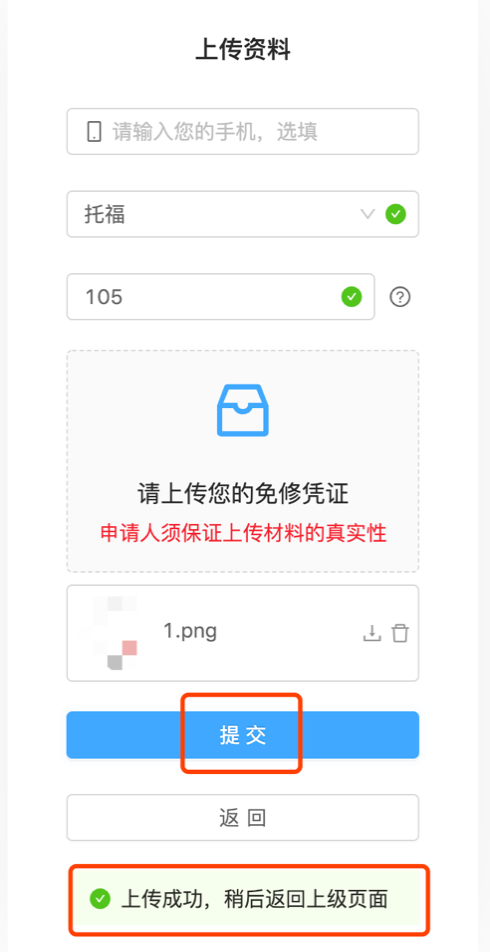 上传资料
请输入您的手机，选填
托福
105
请上传您的免修凭证
申请人须保证上传材料的真实性
1.png
提 交
返 回
上传成功，稍后返回上级页面